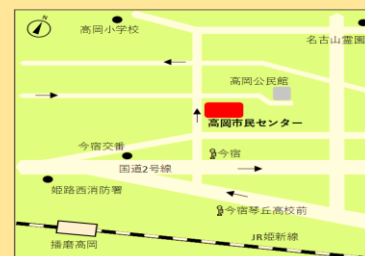 N
高岡小学校
名古山霊園
高岡公民館
高岡市民センター
今宿交番
今宿
国道2号線
姫路西消防署
今宿琴丘高校前
JR姫新線
播磨高岡